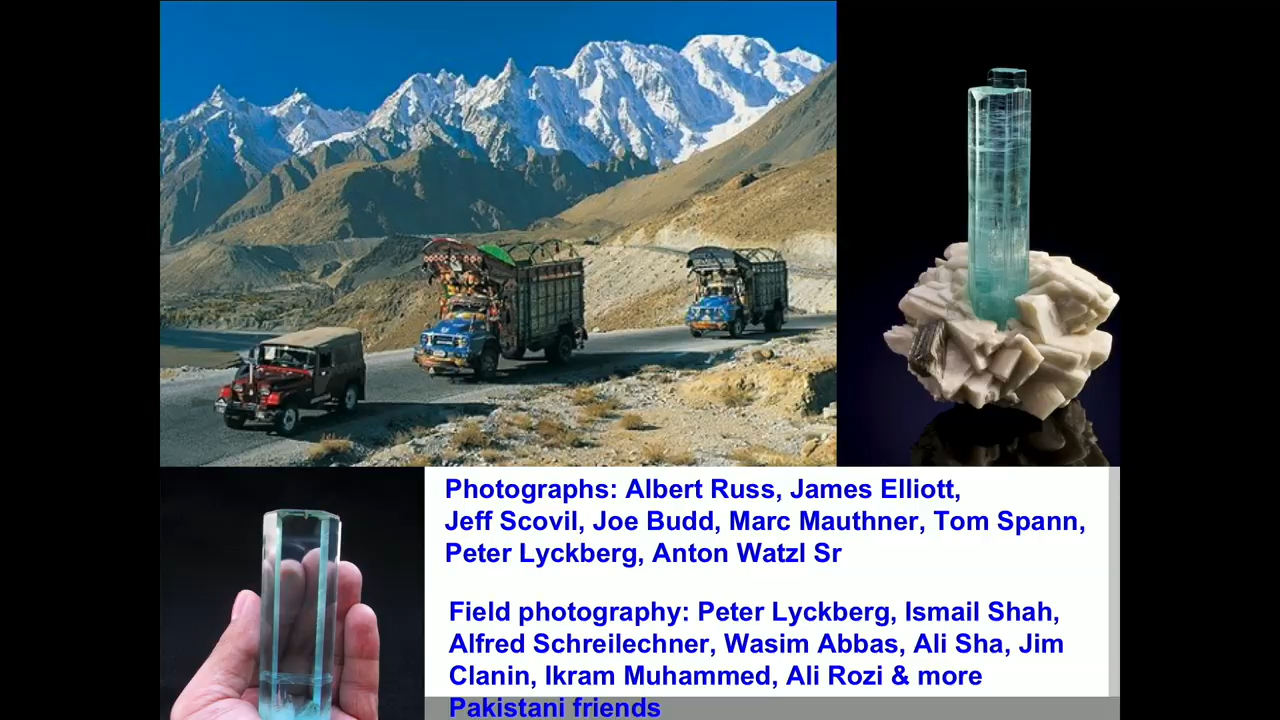 Photographs: Albert Russ, James Elliott,
Jeff Scovil, Joe Budd, Marc Mauthner, Tom Spann,
Peter Lyckberg, Anton Watzl Sr
Field photography: Peter Lyckberg, Ismail Shah,
Alfred Schreilechner, Wasim Abbas, Ali Sha, Jim
Clanin, Ikram Muhammed, Ali Rozi & more
Pakistani friends